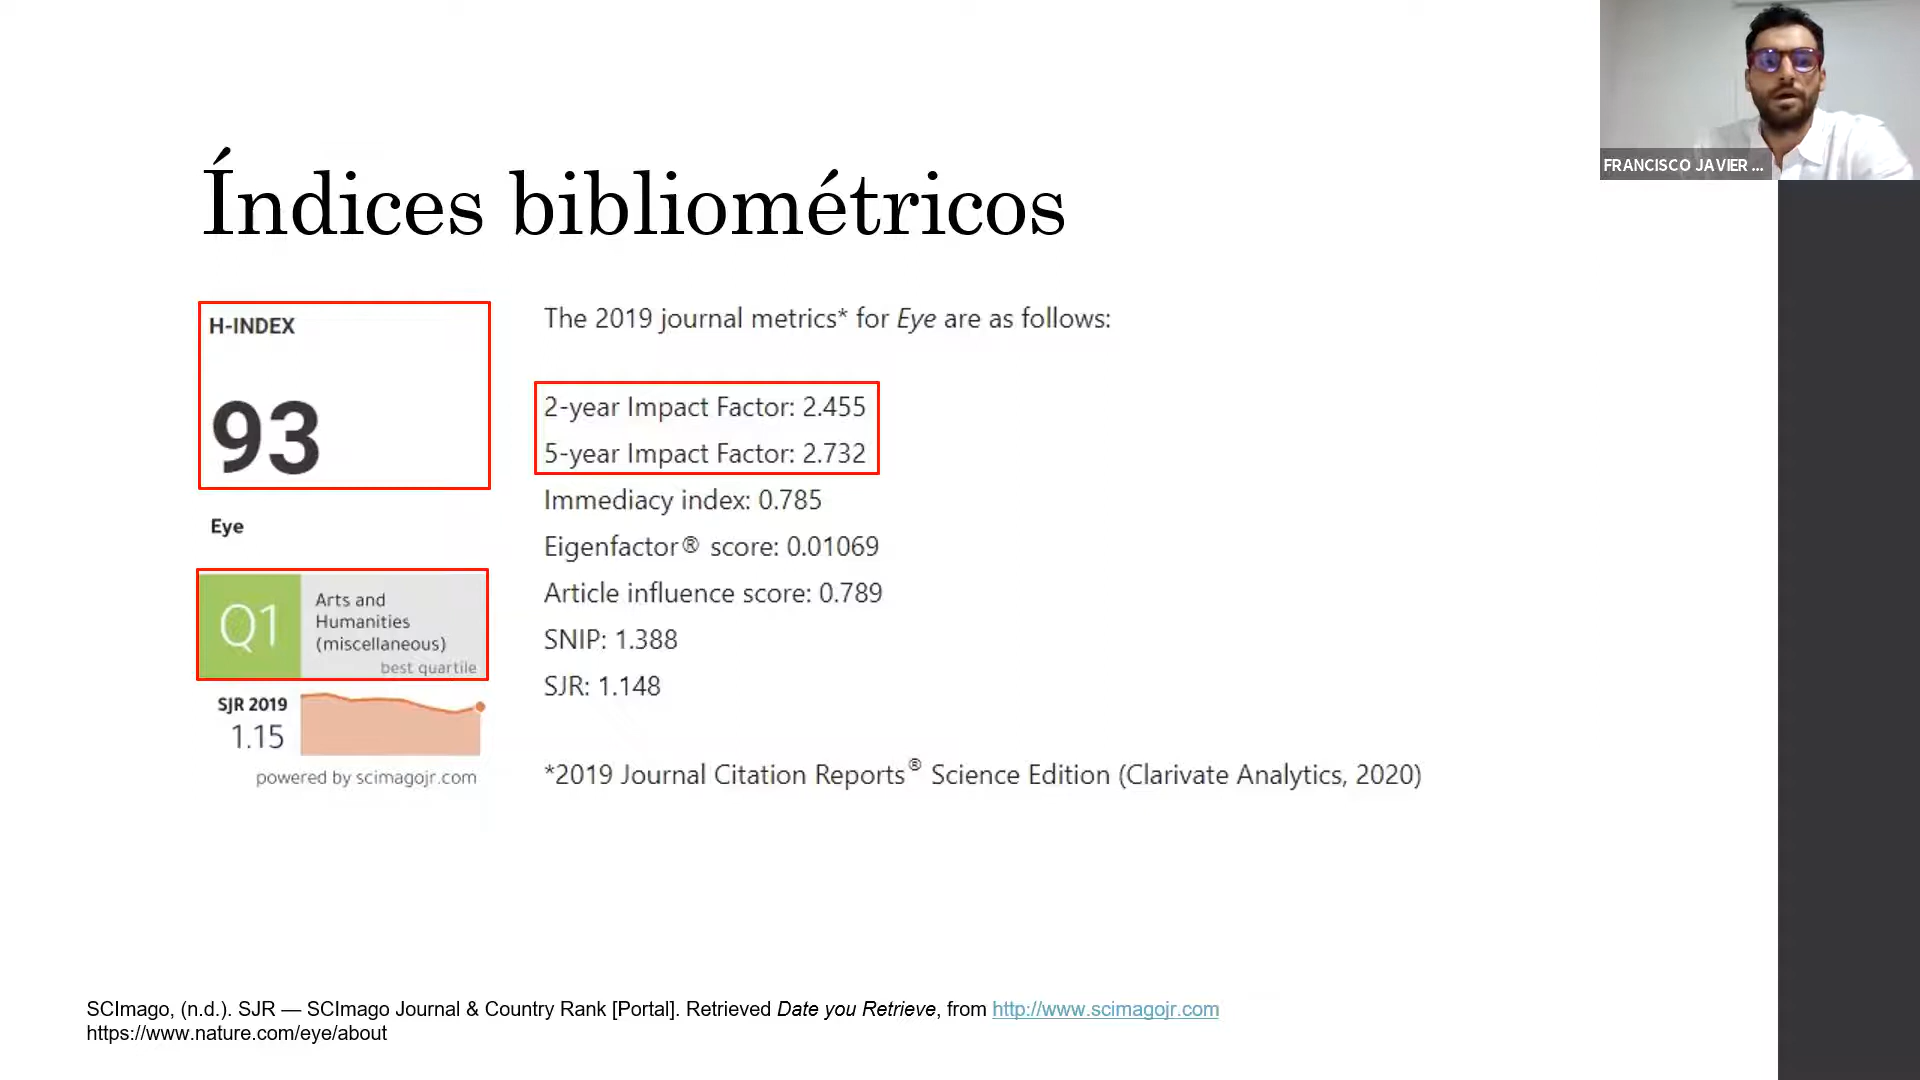 FRANCISCO JAVIER ...
Índices bibliométricos
H-INDEX
93
Eye
Q1
Arts and
Humanities
(miscellaneous)
best quartile
SJR 2019
1.15
powered by scimagojr.com
The 2019 journal metrics* for Eye are as follows:
2-year Impact Factor: 2.455
5-year Impact Factor: 2.732
Immediacy index: 0.785
Eigenfactor® score: 0.01069
Article influence score: 0.789
SNIP: 1.388
SJR: 1.148
*2019 Journal Citation Reports® Science Edition (Clarivate Analytics, 2020)
SCImago, (n.d.). SJR — SCImago Journal & Country Rank [Portal]. Retrieved Date you Retrieve, from http://www.scimagojr.com
https://www.nature.com/eye/about